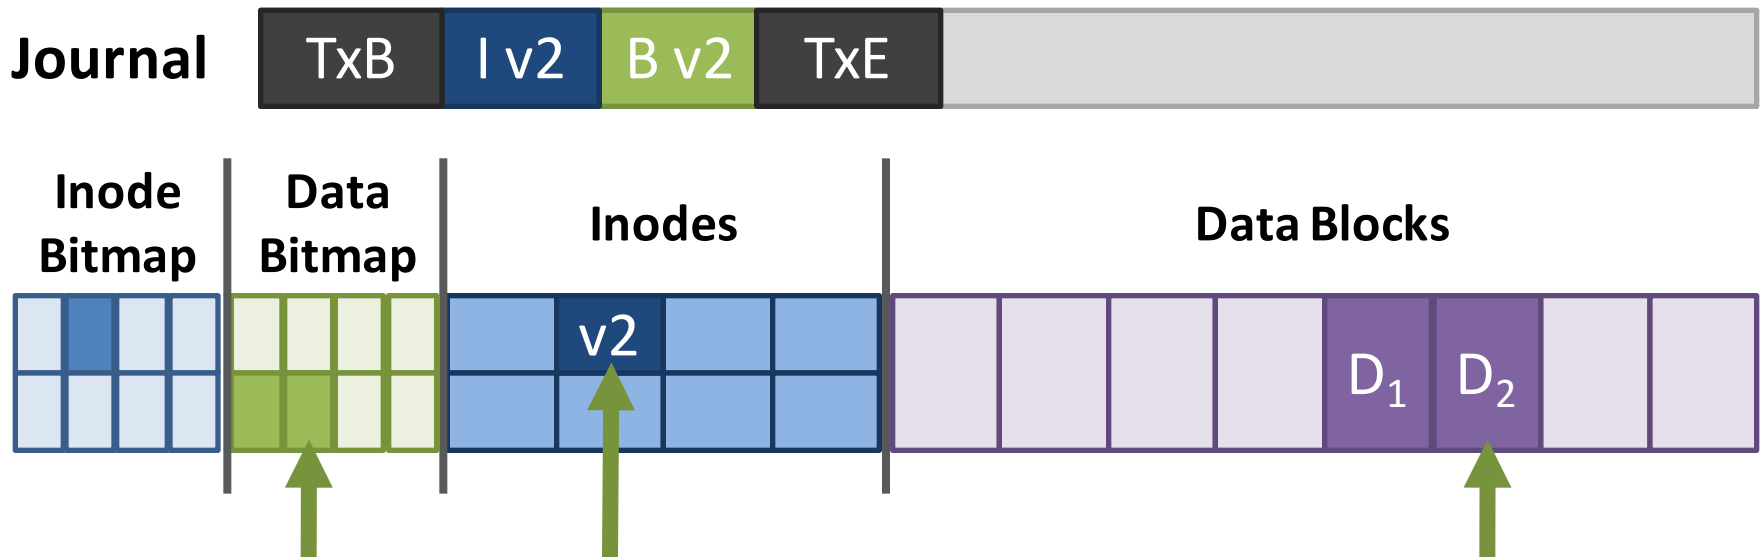 Journal TxB I v2 B v2 TxE
Inode Bitmap
Data Bitmap
Inodes
Data Blocks
v2
D₁ D₂